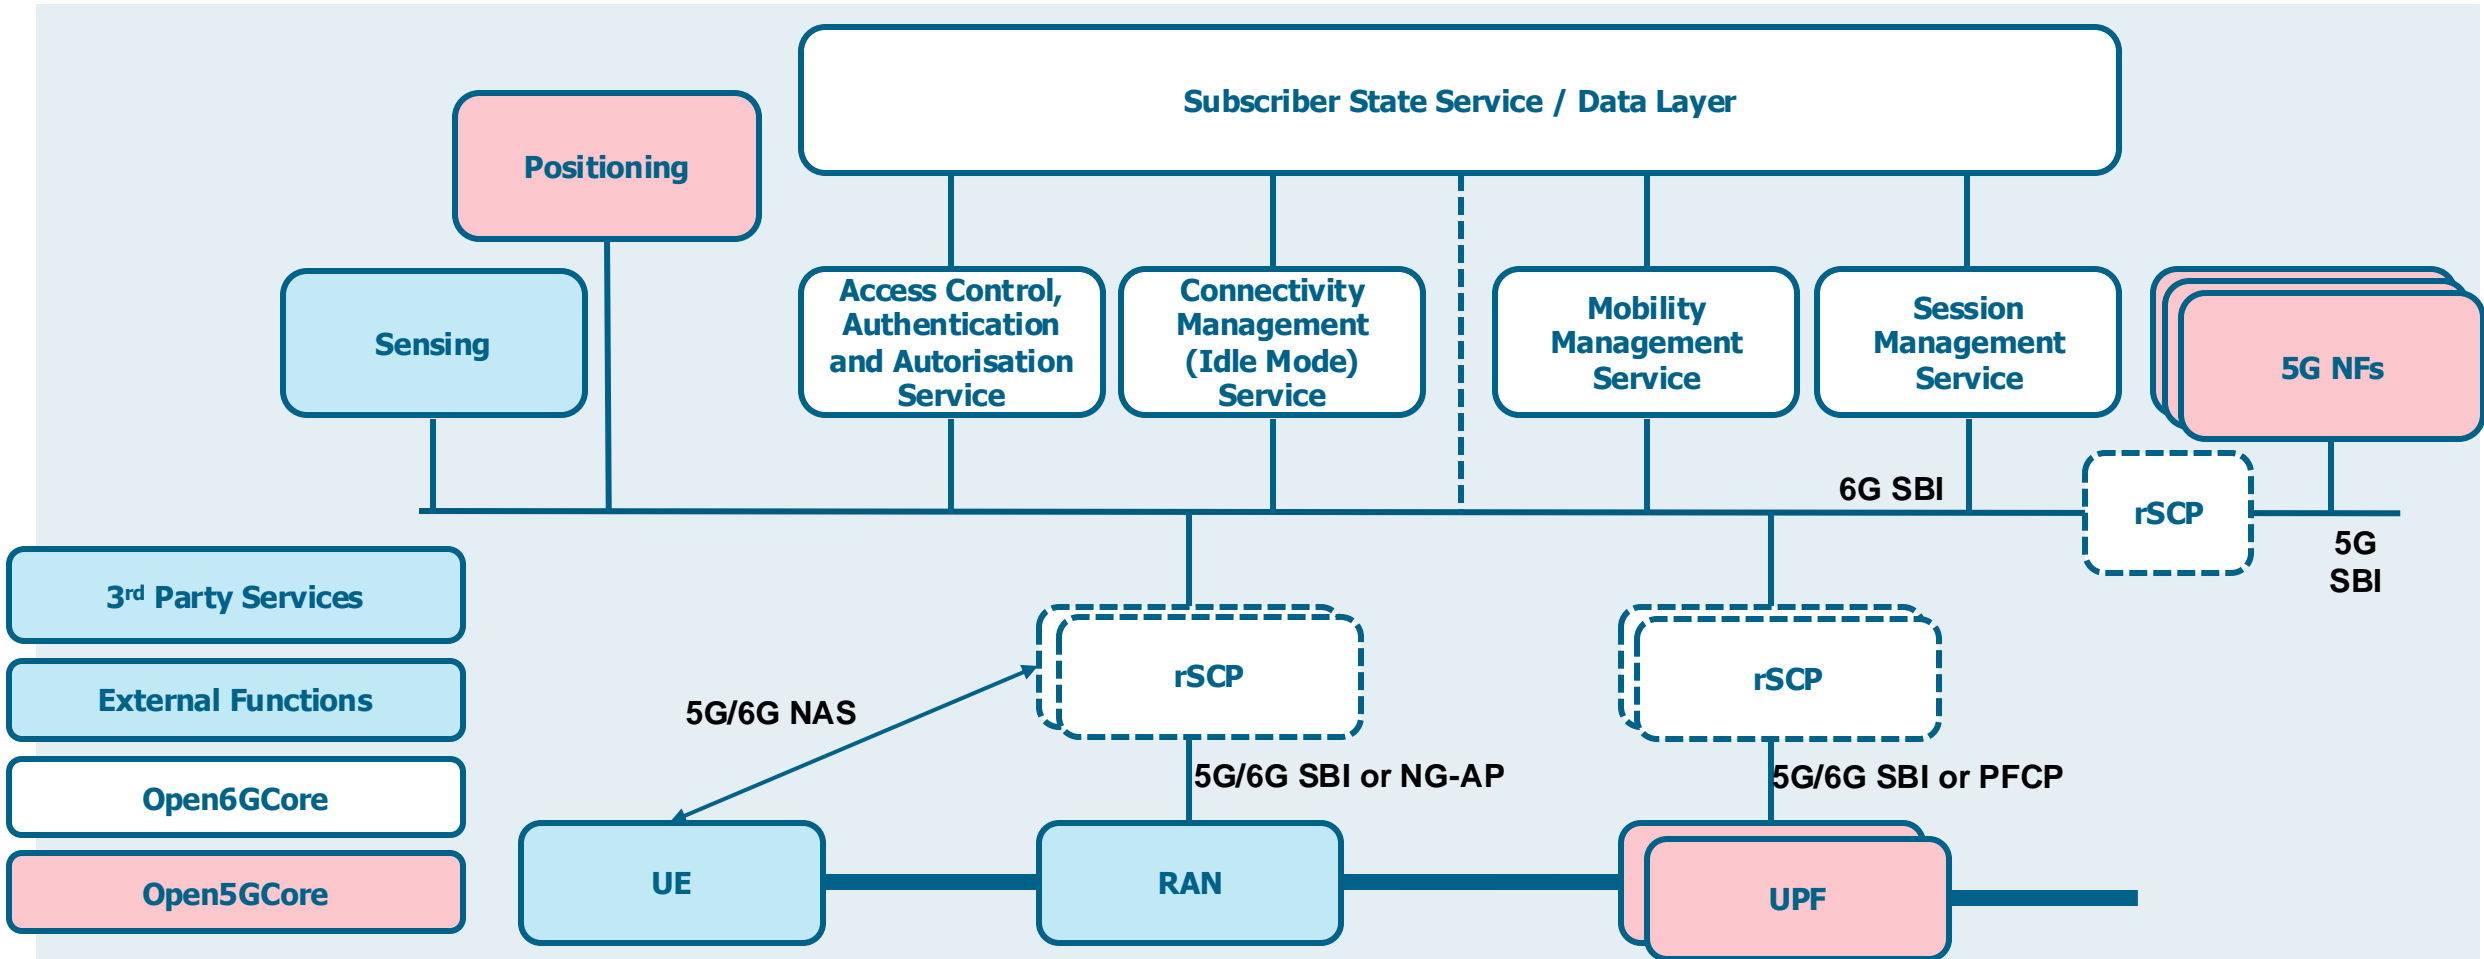 Subscriber State Service / Data Layer
Positioning
Sensing
Access Control,
Authentication
and Autorisation
Service
Connectivity
Management
(Idle Mode)
Service
Mobility
Management
Service
Session
Management
Service
5G NFs
6G SBI
rSCP
5G
SBI
3rd Party Services
External Functions
Open6GCore
Open5GCore
rSCP
rSCP
5G/6G NAS
5G/6G SBI or NG-AP
5G/6G SBI or PFCP
UE
RAN
UPF